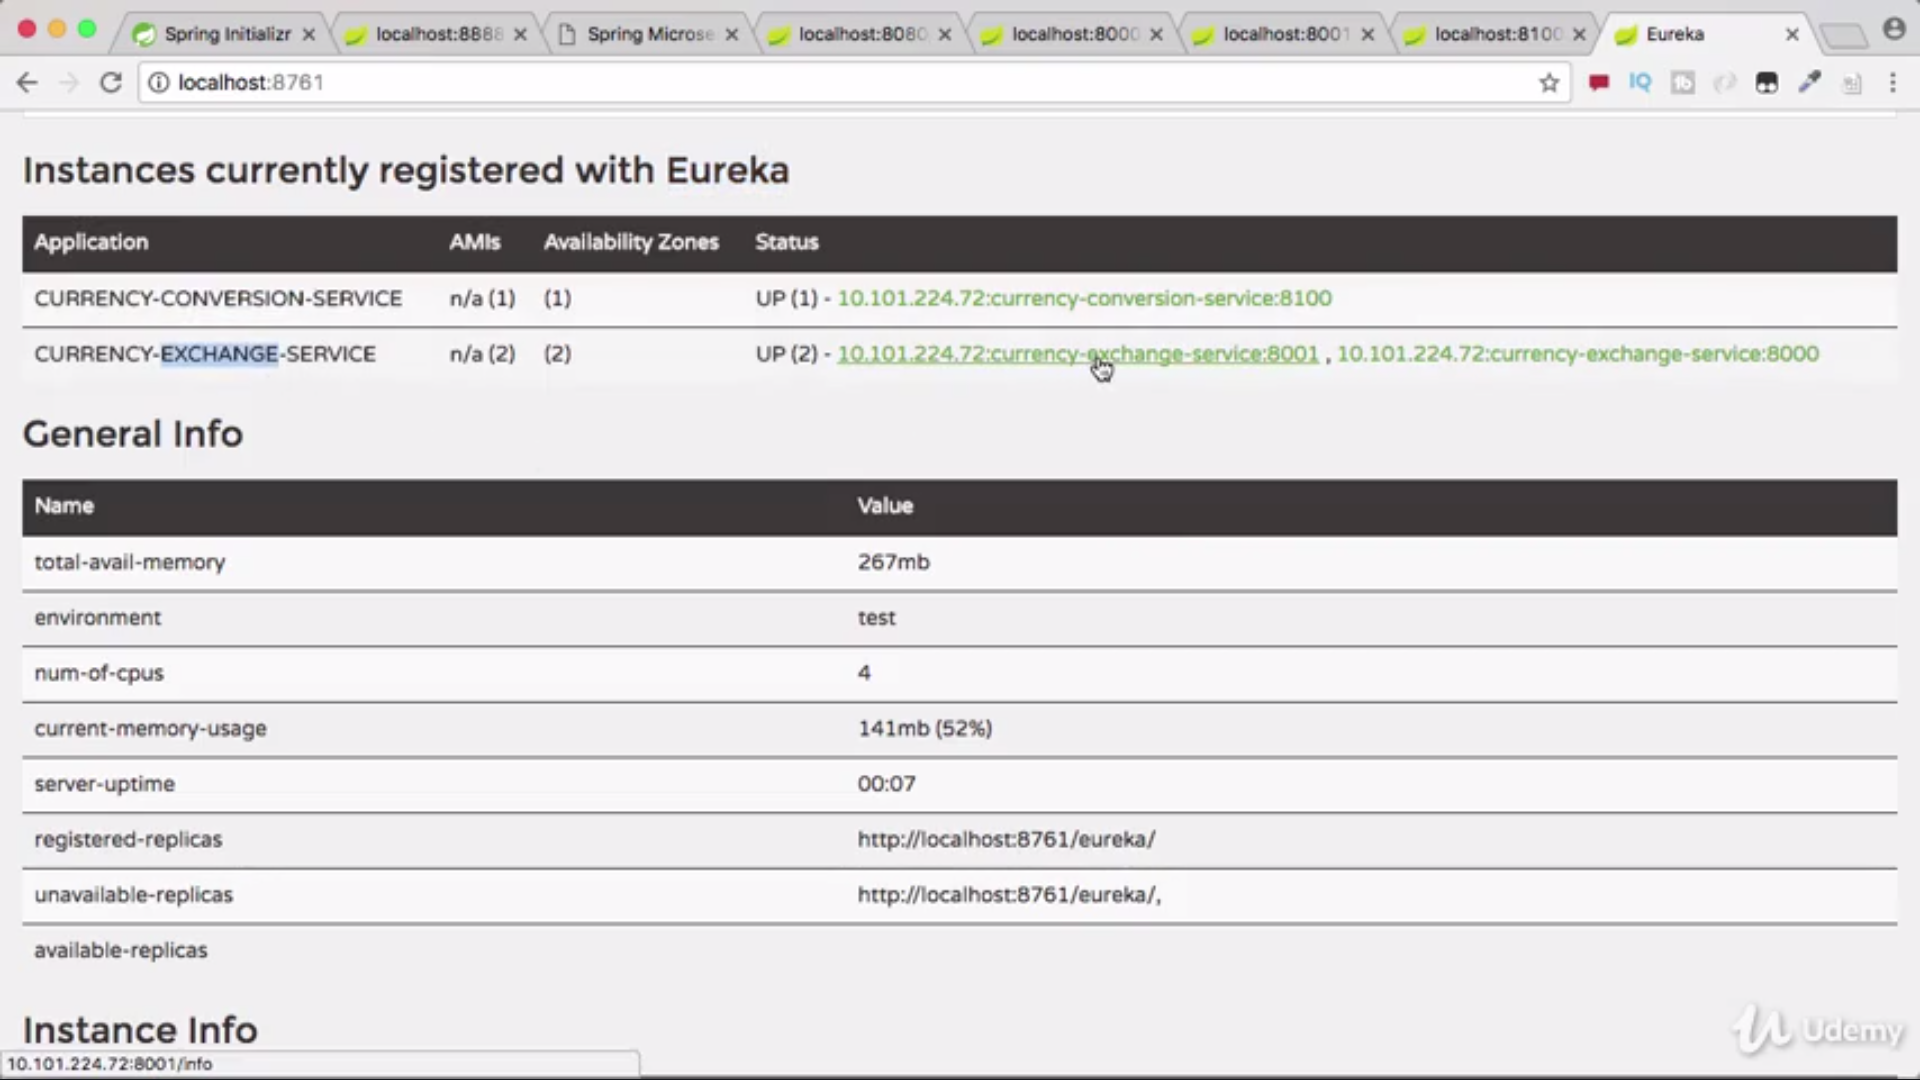 Spring Initializr
localhost:8888
Spring Microse
localhost:8080
localhost:8000
localhost:8001
localhost:8100
Eureka
localhost:8761
IQ
Instances currently registered with Eureka
Application AMIs Availability Zones Status
CURRENCY-CONVERSION-SERVICE n/a (1) (1) UP (1) - 10.101.224.72:currency-conversion-service:8100
CURRENCY-EXCHANGE-SERVICE n/a (2) (2) UP (2) - 10.101.224.72:currency-exchange-service:8001 , 10.101.224.72:currency-exchange-service:8000
General Info
Name Value
total-avail-memory 267mb
environment test
num-of-cpus 4
current-memory-usage 141mb (52%)
server-uptime 00:07
registered-replicas http://localhost:8761/eureka/
unavailable-replicas http://localhost:8761/eureka/,
available-replicas
Instance Info
10.101.224.72:8001/info
Udemy